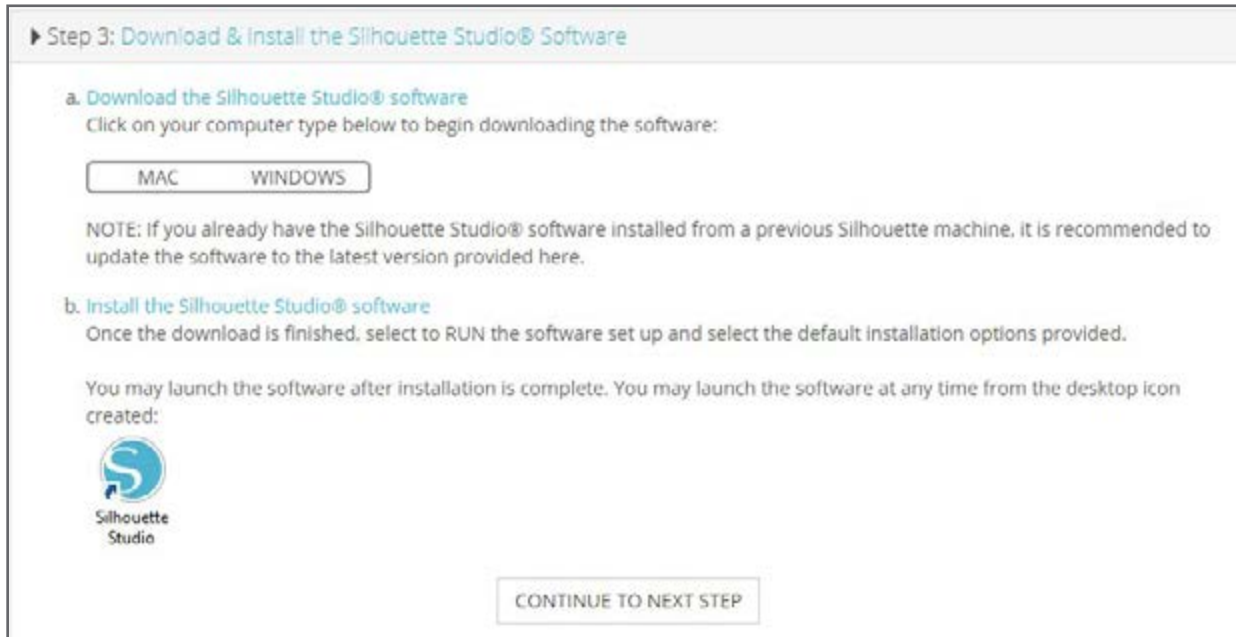 Step 3: Download & Install the Silhouette Studio® Software
a. Download the Silhouette Studio® software
Click on your computer type below to begin downloading the software:
MAC WINDOWS
NOTE: If you already have the Silhouette Studio® software installed from a previous Silhouette machine, it is recommended to
update the software to the latest version provided here.
b. Install the Silhouette Studio® software
Once the download is finished, select to RUN the software set up and select the default installation options provided.
You may launch the software after installation is complete. You may launch the software at any time from the desktop icon
created:
S
Silhouette
Studio
CONTINUE TO NEXT STEP